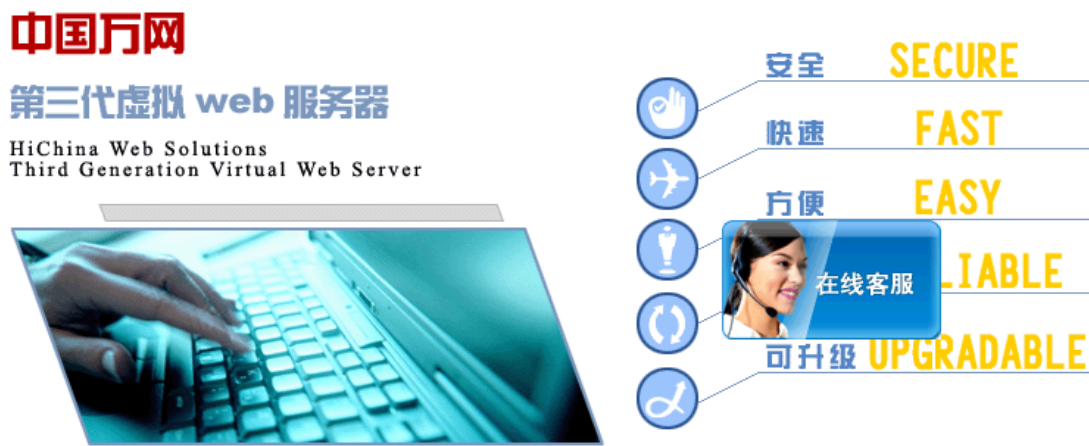 中国万网
第三代虚拟 web 服务器
HiChina Web Solutions
Third Generation Virtual Web Server
安全 SECURE
快速 FAST
方便 EASY
在线客服
可升级 UPGRADABLE